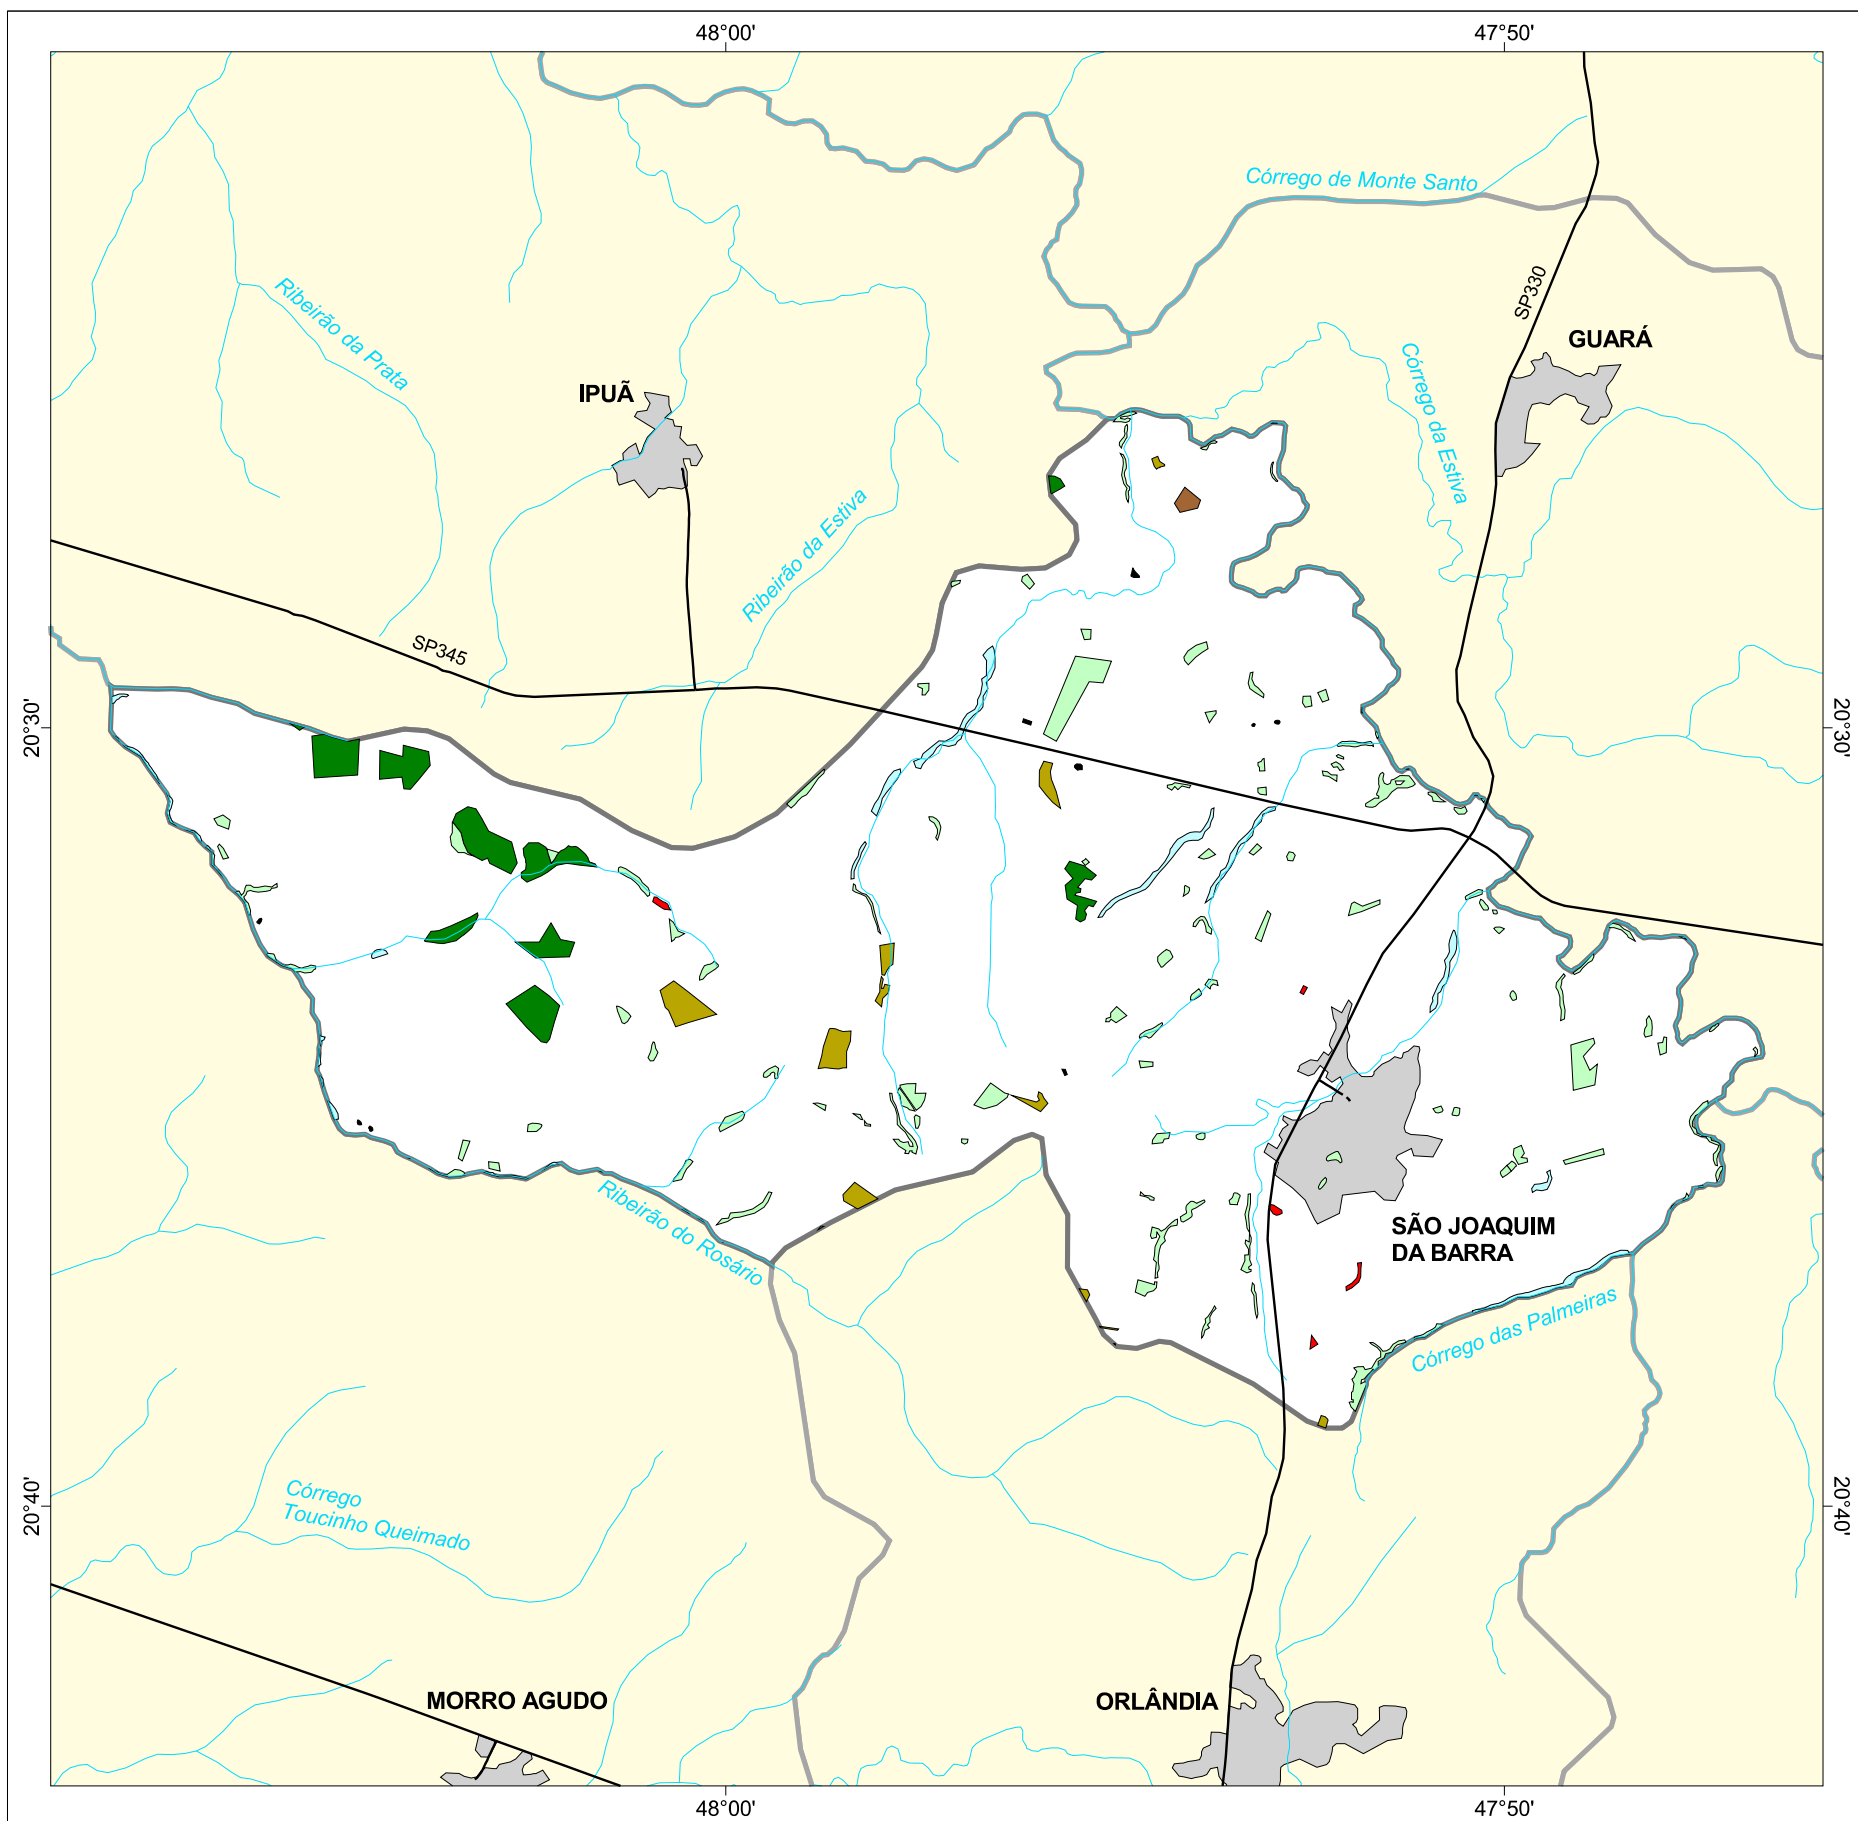 48°00'
47°50'
Córrego de Monte Santo
SP330
Ribeirão da Prata
GUARÁ
Córrego da Estiva
IPUÃ
Ribeirão da Estiva
SP345
20°30'
20°30'
Ribeirão do Rosário
SÃO JOAQUIM
DA BARRA
Córrego das Palmeiras
Córrego
Toucinho Queimado
20°40'
20°40'
MORRO AGUDO
ORLÂNDIA
48°00'
47°50'